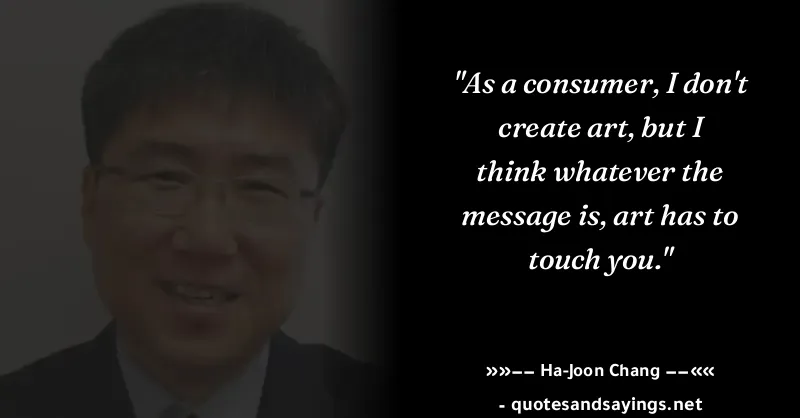 "As a consumer, I don't
create art, but I
think whatever the
message is, art has to
touch you."
»»−− Ha-Joon Chang −−««
- quotesandsayings.net